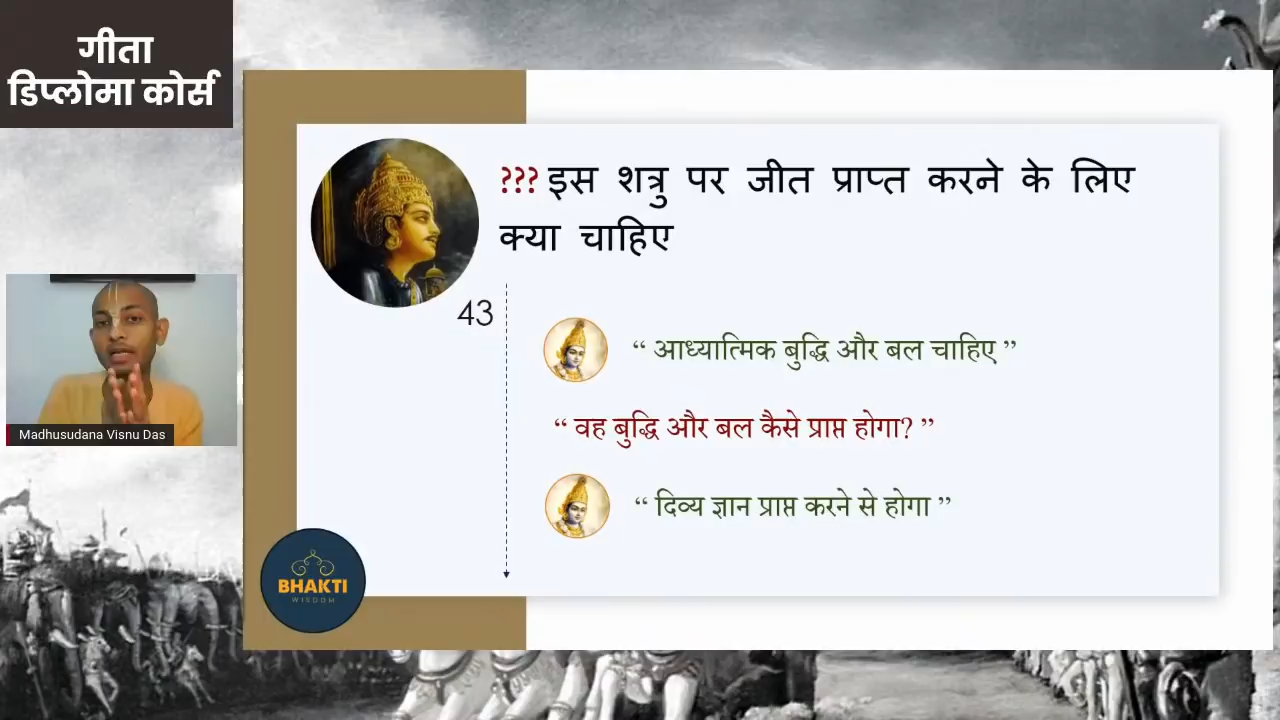 गीता
डिप्लोमा कोर्स
??? इस शत्रु पर जीत प्राप्त करने के लिए
क्या चाहिए
43
“ आध्यात्मिक बुद्धि और बल चाहिए ”
“ वह बुद्धि और बल कैसे प्राप्त होगा? ”
“ दिव्य ज्ञान प्राप्त करने से होगा ”
Madhusudana Visnu Das
BHAKTI
WISDOM